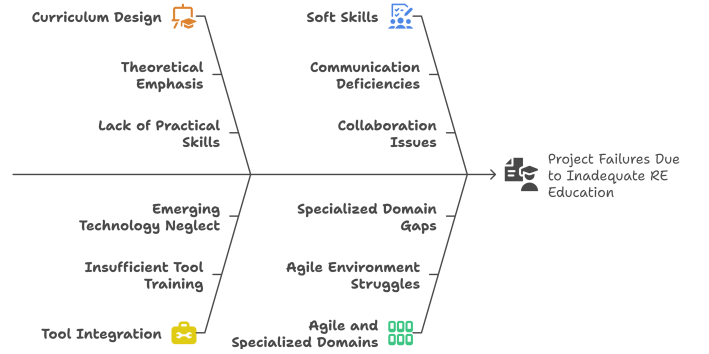 Curriculum Design
Theoretical
Emphasis
Lack of Practical
Skills
Soft Skills
Communication
Deficiencies
Collaboration
Issues
Project Failures Due
to Inadequate RE
Education
Emerging
Technology Neglect
Insufficient Tool
Training
Tool Integration
Specialized Domain
Gaps
Agile Environment
Struggles
Agile and
Specialized Domains